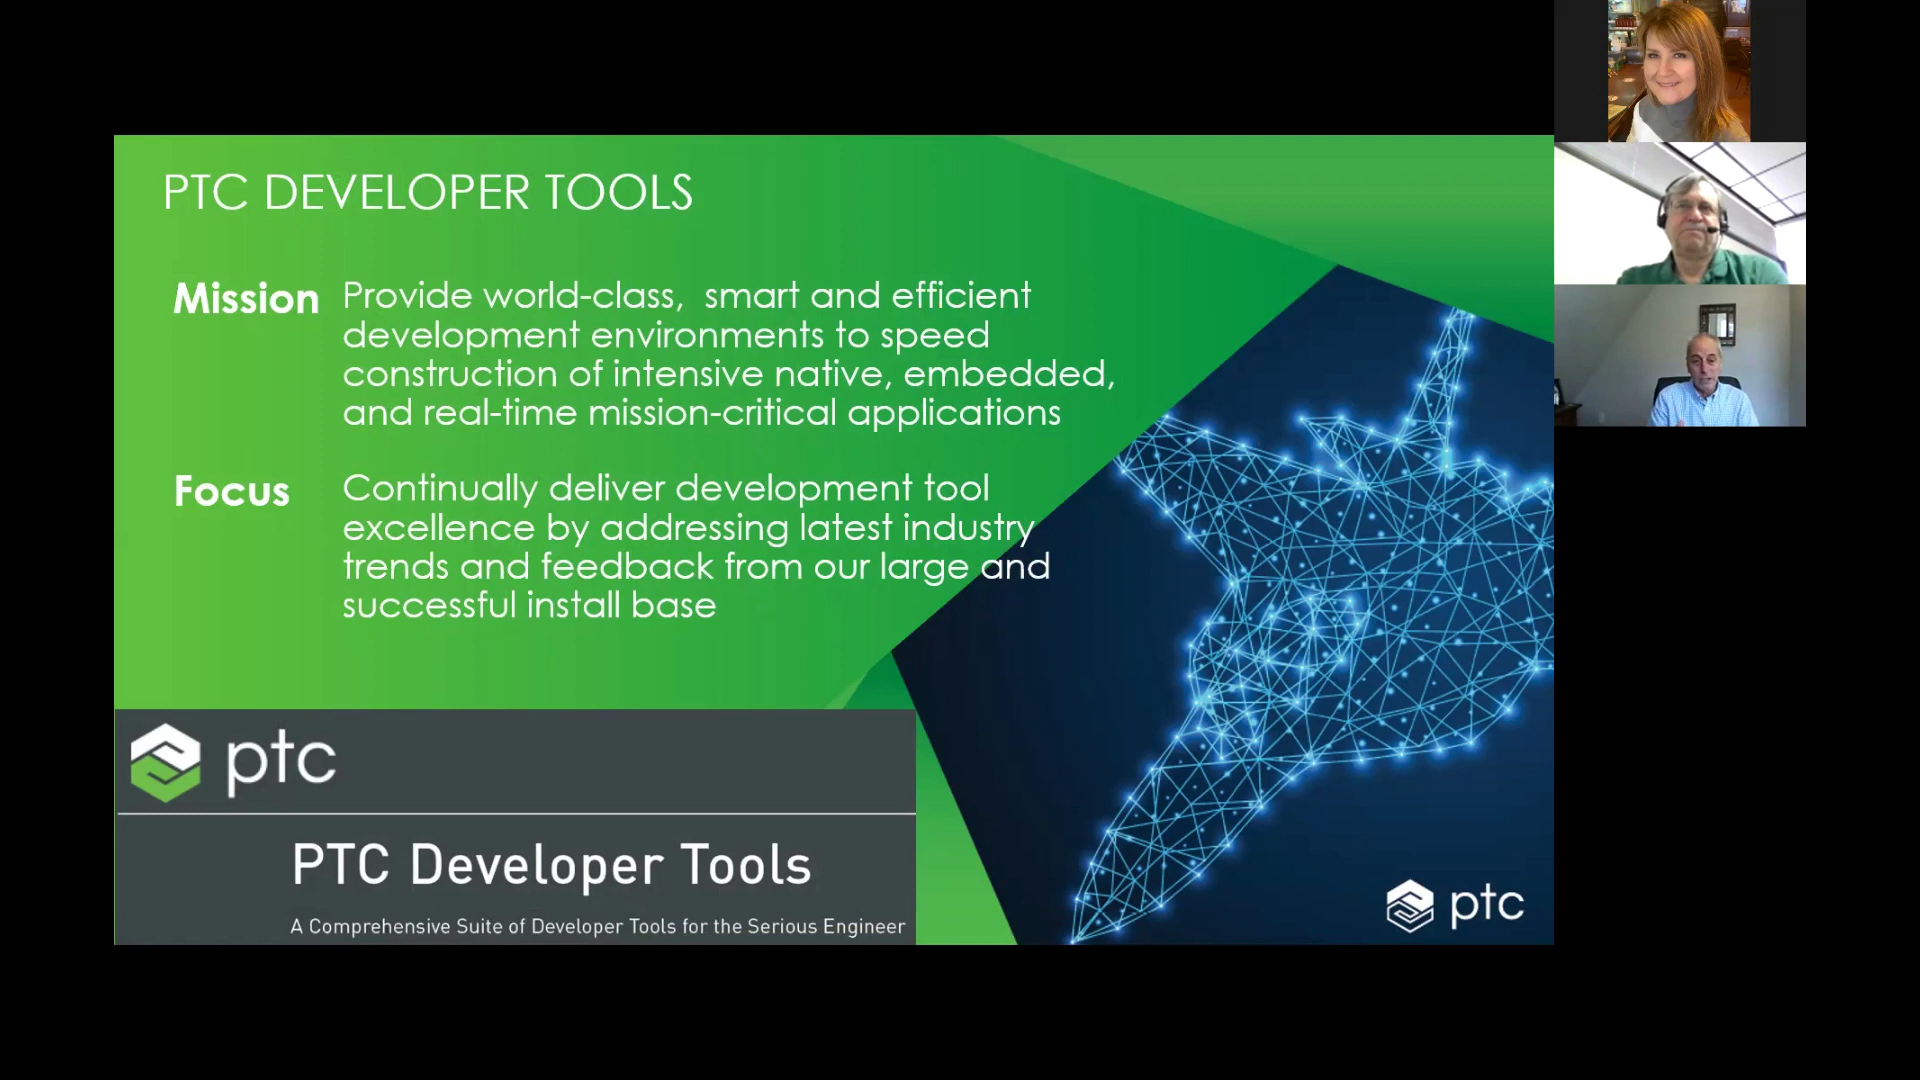 PTC DEVELOPER TOOLS
Mission
Provide world-class, smart and efficient
development environments to speed
construction of intensive native, embedded,
and real-time mission-critical applications
Focus
Continually deliver development tool
excellence by addressing latest industry
trends and feedback from our large and
successful install base
ptc
PTC Developer Tools
A Comprehensive Suite of Developer Tools for the Serious Engineer
ptc